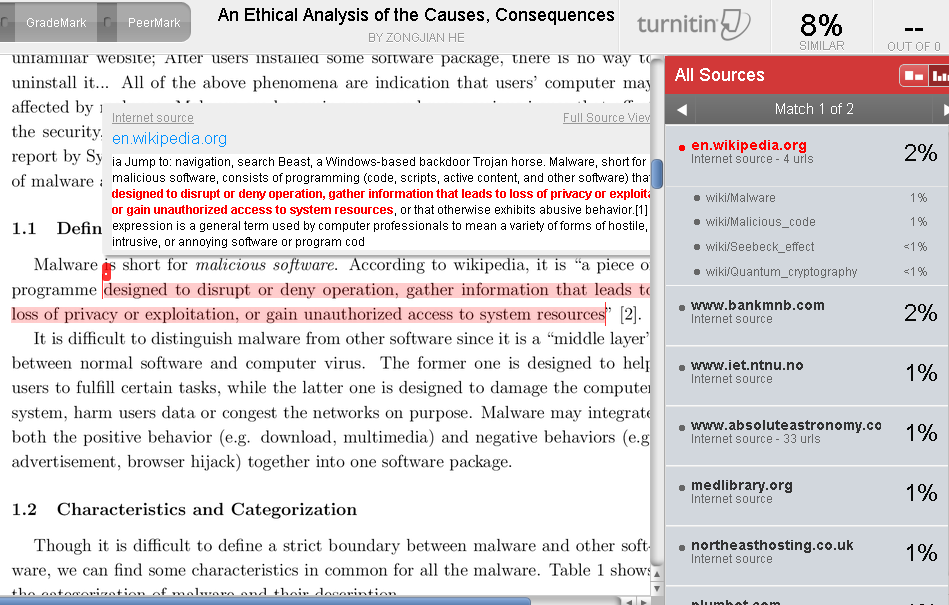 GradeMark PeerMark
An Ethical Analysis of the Causes, Consequences
BY ZONGJIAN HE
turnitin
8%
SIMILAR
--
OUT OF 0
unfamiliar website; After users installed some software package, there is no way to
uninstall it... All of the above phenomena are indication that users' computer may
affected by
the security,
report by Sy
of malware
Internet source
Full Source View
en.wikipedia.org
ia Jump to: navigation, search Beast, a Windows-based backdoor Trojan horse. Malware, short for
malicious software, consists of programming (code, scripts, active content, and other software) tha
designed to disrupt or deny operation, gather information that leads to loss of privacy or exploita
or gain unauthorized access to system resources, or that otherwise exhibits abusive behavior.[1]
expression is a general term used by computer professionals to mean a variety of forms of hostile,
intrusive, or annoying software or program cod
1.1 Defin
Malware is short for malicious software. According to wikipedia, it is “a piece o
programme designed to disrupt or deny operation, gather information that leads to
loss of privacy or exploitation, or gain unauthorized access to system resources” [2].
It is difficult to distinguish malware from other software since it is a “middle layer”
between normal software and computer virus. The former one is designed to help
users to fulfill certain tasks, while the latter one is designed to damage the computer
system, harm users data or congest the networks on purpose. Malware may integrate
both the positive behavior (e.g. download, multimedia) and negative behaviors (e.g
advertisement, browser hijack) together into one software package.
1.2 Characteristics and Categorization
Though it is difficult to define a strict boundary between malware and other soft-
ware, we can find some characteristics in common for all the malware. Table 1 shows
the categorization of malware and their description
All Sources
Match 1 of 2
en.wikipedia.org 2%
Internet source - 4 urls
wiki/Malware 1%
wiki/Malicious_code 1%
wiki/Seebeck_effect <1%
wiki/Quantum_cryptography <1%
www.bankmnb.com 2%
Internet source
www.iet.ntnu.no 1%
Internet source
www.absoluteastronomy.co 1%
Internet source - 33 urls
medlibrary.org 1%
Internet source
northeasthosting.co.uk 1%
Internet source
plumbot.com